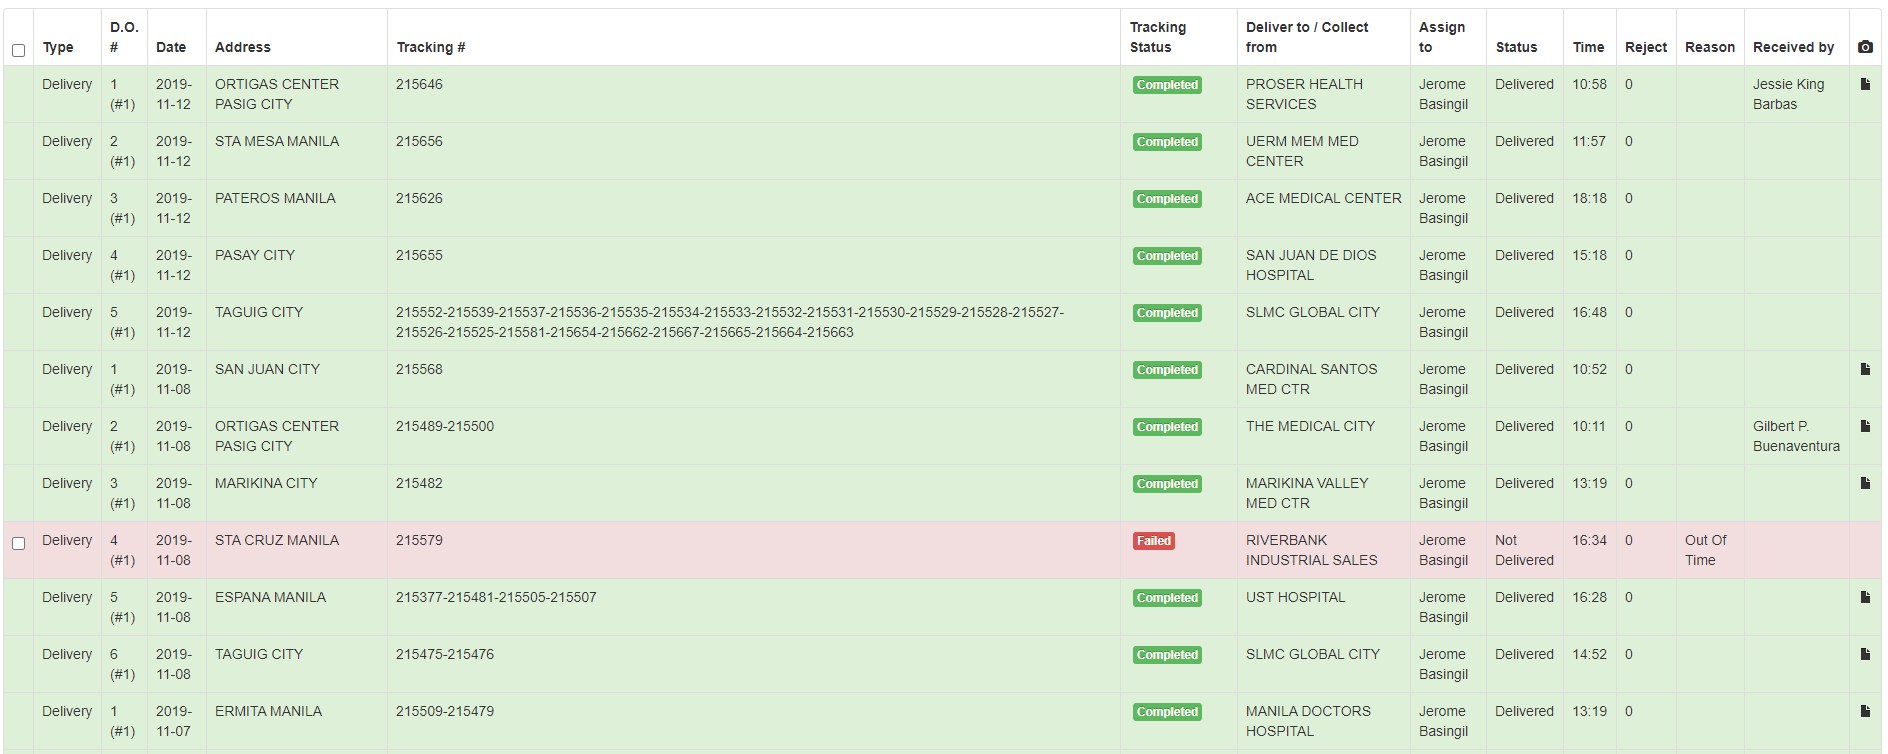 Type D.O. # Date Address Tracking # Tracking Status Deliver to / Collect from Assign to Status Time Reject Reason Received by
Delivery 1 (#1) 2019-11-12 ORTIGAS CENTER PASIG CITY 215646 Completed PROSER HEALTH SERVICES Jerome Basingil Delivered 10:58 0 Jessie King Barbas
Delivery 2 (#1) 2019-11-12 STA MESA MANILA 215656 Completed UERM MEM MED CENTER Jerome Basingil Delivered 11:57 0
Delivery 3 (#1) 2019-11-12 PATEROS MANILA 215626 Completed ACE MEDICAL CENTER Jerome Basingil Delivered 18:18 0
Delivery 4 (#1) 2019-11-12 PASAY CITY 215655 Completed SAN JUAN DE DIOS HOSPITAL Jerome Basingil Delivered 15:18 0
Delivery 5 (#1) 2019-11-12 TAGUIG CITY 215552-215539-215537-215536-215535-215534-215533-215532-215531-215530-215529-215528-215527-215526-215525-215581-215654-215662-215667-215665-215664-215663 Completed SLMC GLOBAL CITY Jerome Basingil Delivered 16:48 0
Delivery 1 (#1) 2019-11-08 SAN JUAN CITY 215568 Completed CARDINAL SANTOS MED CTR Jerome Basingil Delivered 10:52 0
Delivery 2 (#1) 2019-11-08 ORTIGAS CENTER PASIG CITY 215489-215500 Completed THE MEDICAL CITY Jerome Basingil Delivered 10:11 0 Gilbert P. Buenaventura
Delivery 3 (#1) 2019-11-08 MARIKINA CITY 215482 Completed MARIKINA VALLEY MED CTR Jerome Basingil Delivered 13:19 0
Delivery 4 (#1) 2019-11-08 STA CRUZ MANILA 215579 Failed RIVERBANK INDUSTRIAL SALES Jerome Basingil Not Delivered 16:34 0 Out Of Time
Delivery 5 (#1) 2019-11-08 ESPANA MANILA 215377-215481-215505-215507 Completed UST HOSPITAL Jerome Basingil Delivered 16:28 0
Delivery 6 (#1) 2019-11-08 TAGUIG CITY 215475-215476 Completed SLMC GLOBAL CITY Jerome Basingil Delivered 14:52 0
Delivery 1 (#1) 2019-11-07 ERMITA MANILA 215509-215479 Completed MANILA DOCTORS HOSPITAL Jerome Basingil Delivered 13:19 0